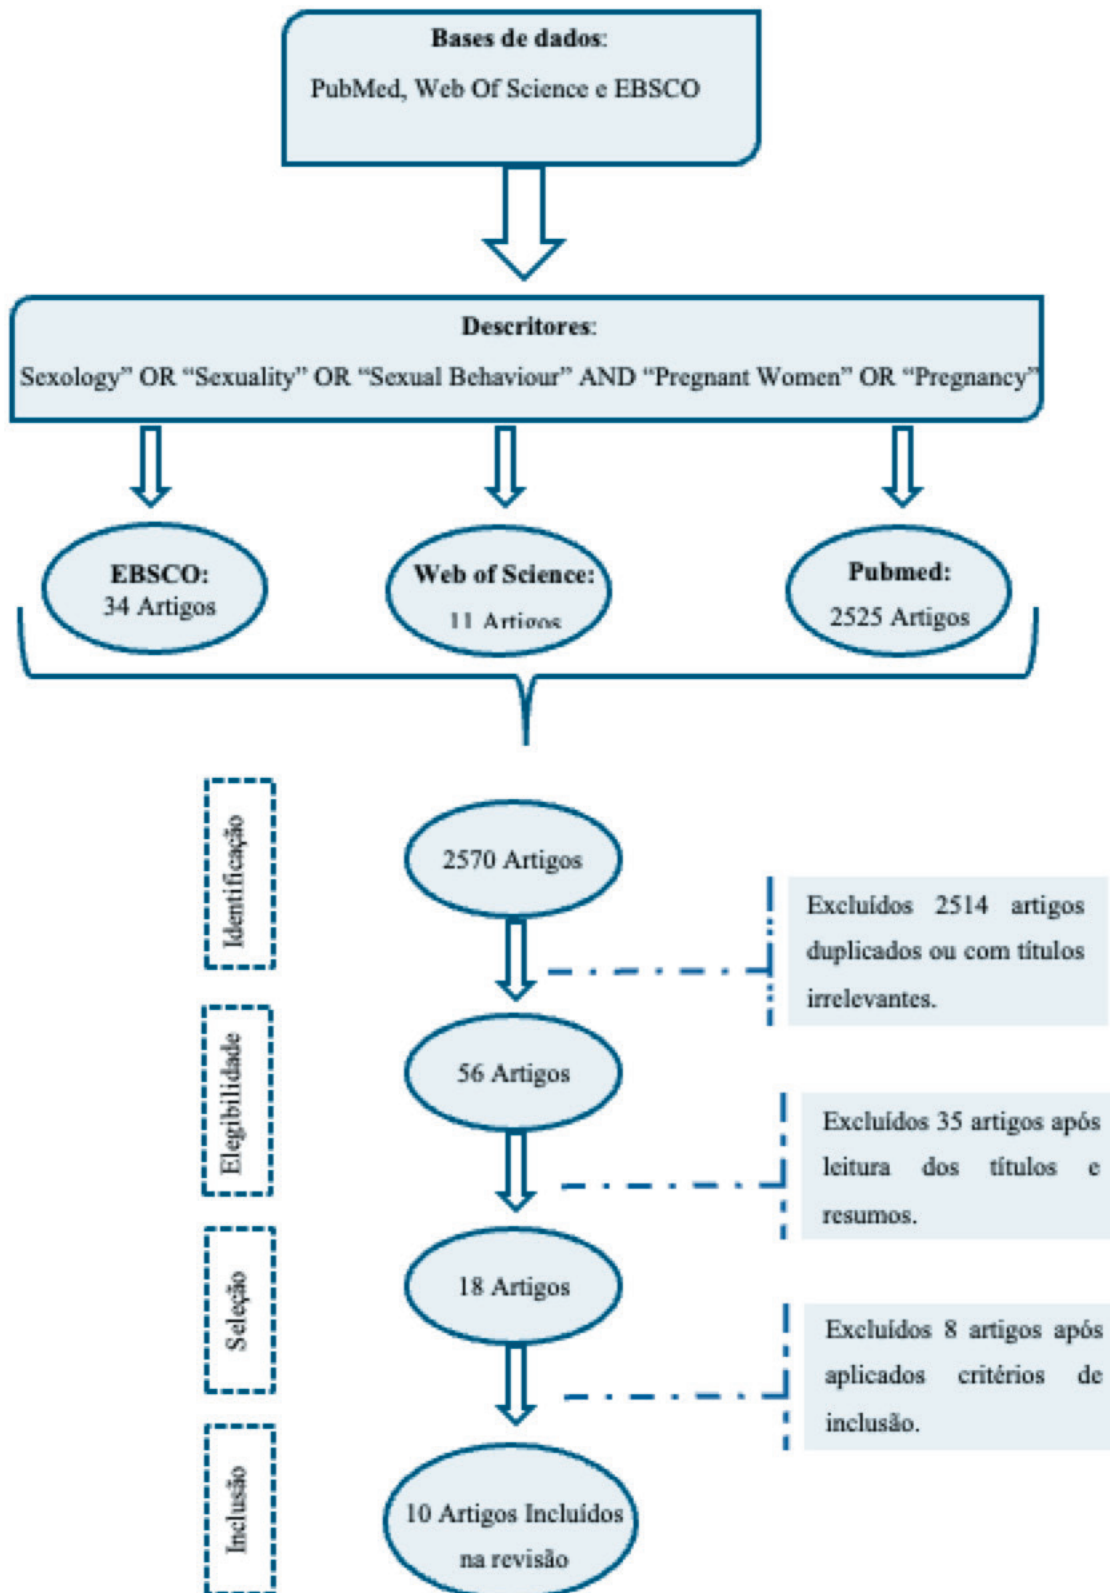 Bases de dados:
PubMed, Web Of Science e EBSCO
Descritores:
Sexology” OR “Sexuality” OR “Sexual Behaviour” AND “Pregnant Women” OR “Pregnancy”
EBSCO:
34 Artigos
Web of Science:
11 Artigos
Pubmed:
2525 Artigos
Identificação
2570 Artigos
Excluídos 2514 artigos
duplicados ou com títulos
irrelevantes.
Elegibilidade
56 Artigos
Excluídos 35 artigos após
leitura dos títulos e
resumos.
Seleção
18 Artigos
Excluídos 8 artigos após
aplicados critérios de
inclusão.
Inclusão
10 Artigos Incluídos
na revisão